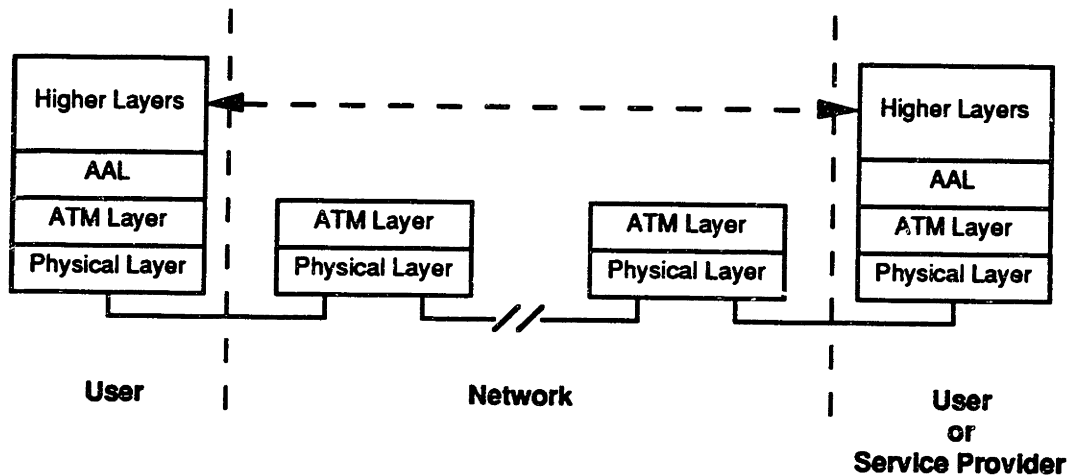 Higher Layers
AAL
ATM Layer
Physical Layer
ATM Layer
Physical Layer
ATM Layer
Physical Layer
Higher Layers
AAL
ATM Layer
Physical Layer
User
Network
User
or
Service Provider